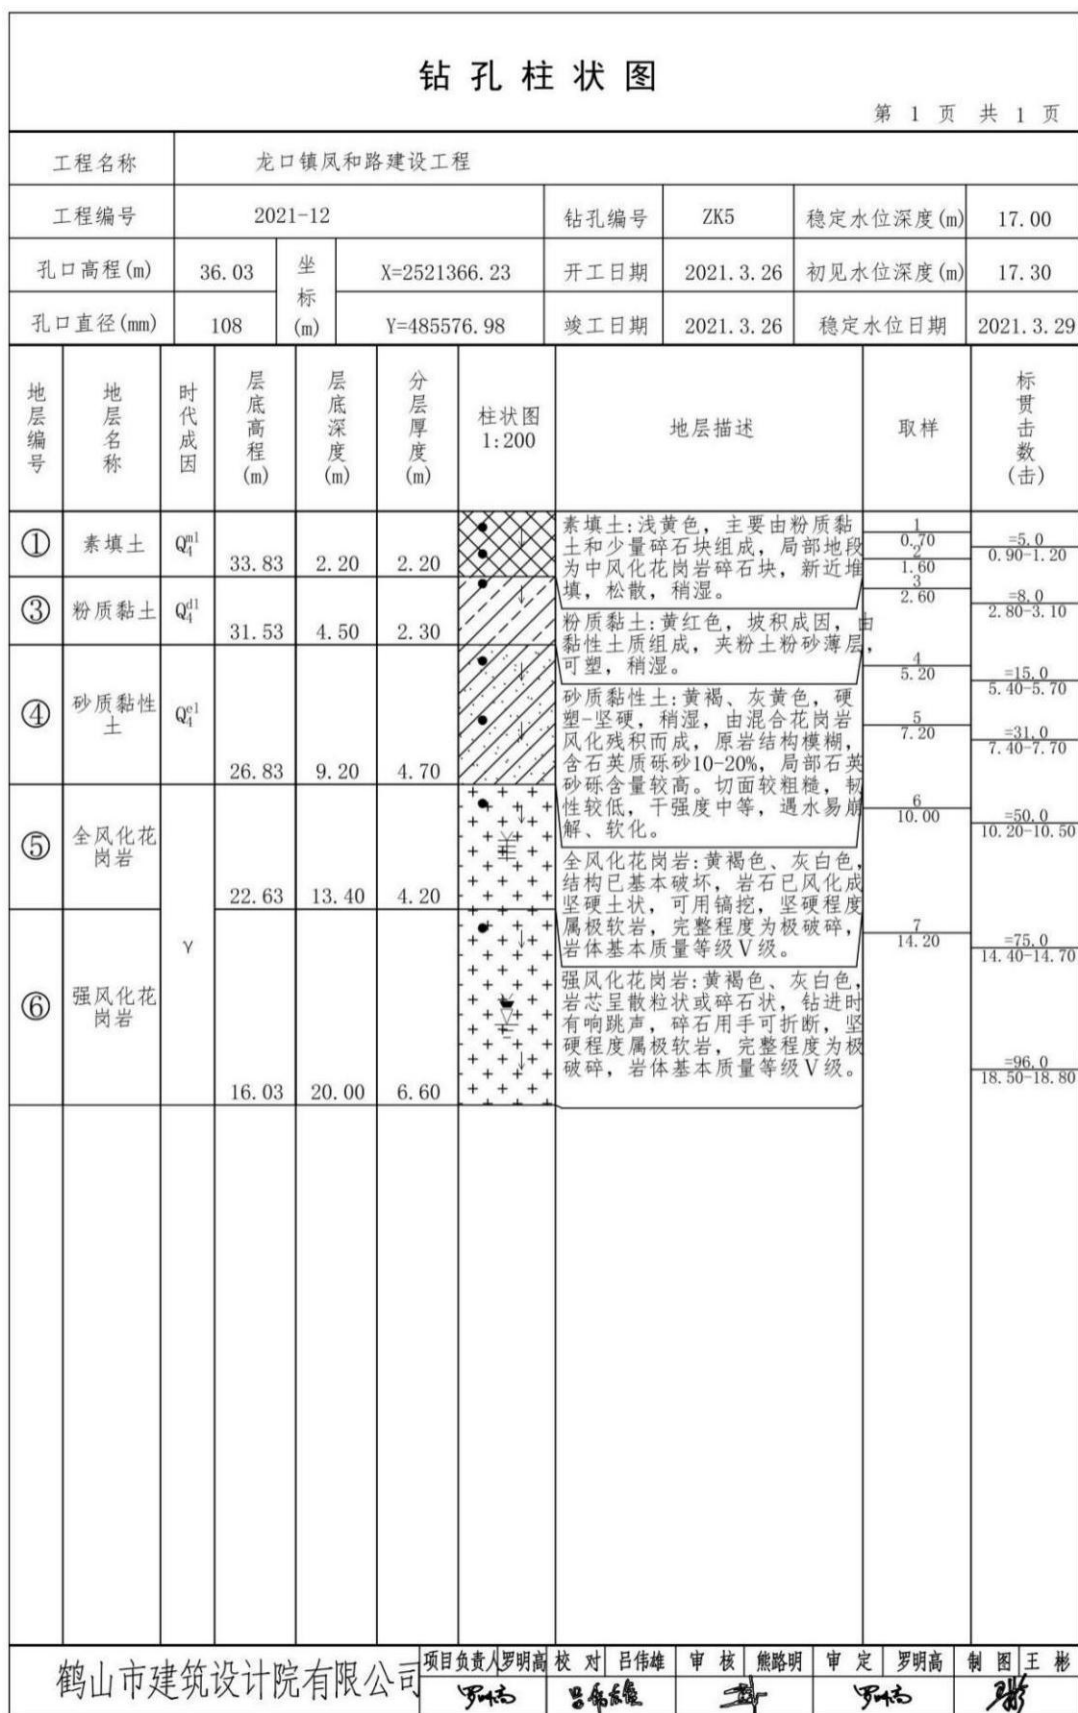 钻孔柱状图
第 1 页 共 1 页
工程名称 龙口镇凤和路建设工程
工程编号 2021-12 钻孔编号 ZK5 稳定水位深度(m) 17.00
孔口高程(m) 36.03 坐标(m) X=2521366.23 开工日期 2021.3.26 初见水位深度(m) 17.30
孔口直径(mm) 108 Y=485576.98 竣工日期 2021.3.26 稳定水位日期 2021.3.29
地层编号 地层名称 时代成因 层底高程(m) 层底深度(m) 分层厚度(m) 柱状图 1:200 地层描述 取样 标贯击数(击)
① 素填土 Q4ml 33.83 2.20 2.20
素填土:浅黄色，主要由粉质黏
土和少量碎石块组成，局部地段
为中风化花岗岩碎石块，新近堆
填，松散，稍湿。
1
0.70
2
1.60
=5.0
0.90-1.20
③ 粉质黏土 Q4dl 31.53 4.50 2.30
粉质黏土:黄红色，坡积成因，由
黏性土质组成，夹粉土粉砂薄层，
可塑，稍湿。
3
2.60
=8.0
2.80-3.10
④ 砂质黏性土 Q4el 26.83 9.20 4.70
砂质黏性土:黄褐、灰黄色，硬
塑-坚硬，稍湿，由混合花岗岩
风化残积而成，原岩结构模糊，
含石英质砾砂10-20%，局部石英
砂砾含量较高。切面较粗糙，韧
性较低，干强度中等，遇水易崩
解、软化。
4
5.20
=15.0
5.40-5.70
5
7.20
=31.0
7.40-7.70
⑤ 全风化花岗岩 γ 22.63 13.40 4.20
全风化花岗岩:黄褐色、灰白色，
结构已基本破坏，岩石已风化成
坚硬土状，可用镐挖，坚硬程度
属极软岩，完整程度为极破碎，
岩体基本质量等级Ⅴ级。
6
10.00
=50.0
10.20-10.50
⑥ 强风化花岗岩 16.03 20.00 6.60
强风化花岗岩:黄褐色、灰白色，
岩芯呈散粒状或碎石状，钻进时
有响跳声，碎石用手可折断，坚
硬程度属极软岩，完整程度为极
破碎，岩体基本质量等级Ⅴ级。
7
14.20
=75.0
14.40-14.70
=96.0
18.50-18.80
鹤山市建筑设计院有限公司 项目负责人 罗明高 校对 吕伟雄 审核 熊路明 审定 罗明高 制图 王彬
罗明高 吕伟雄 罗明高